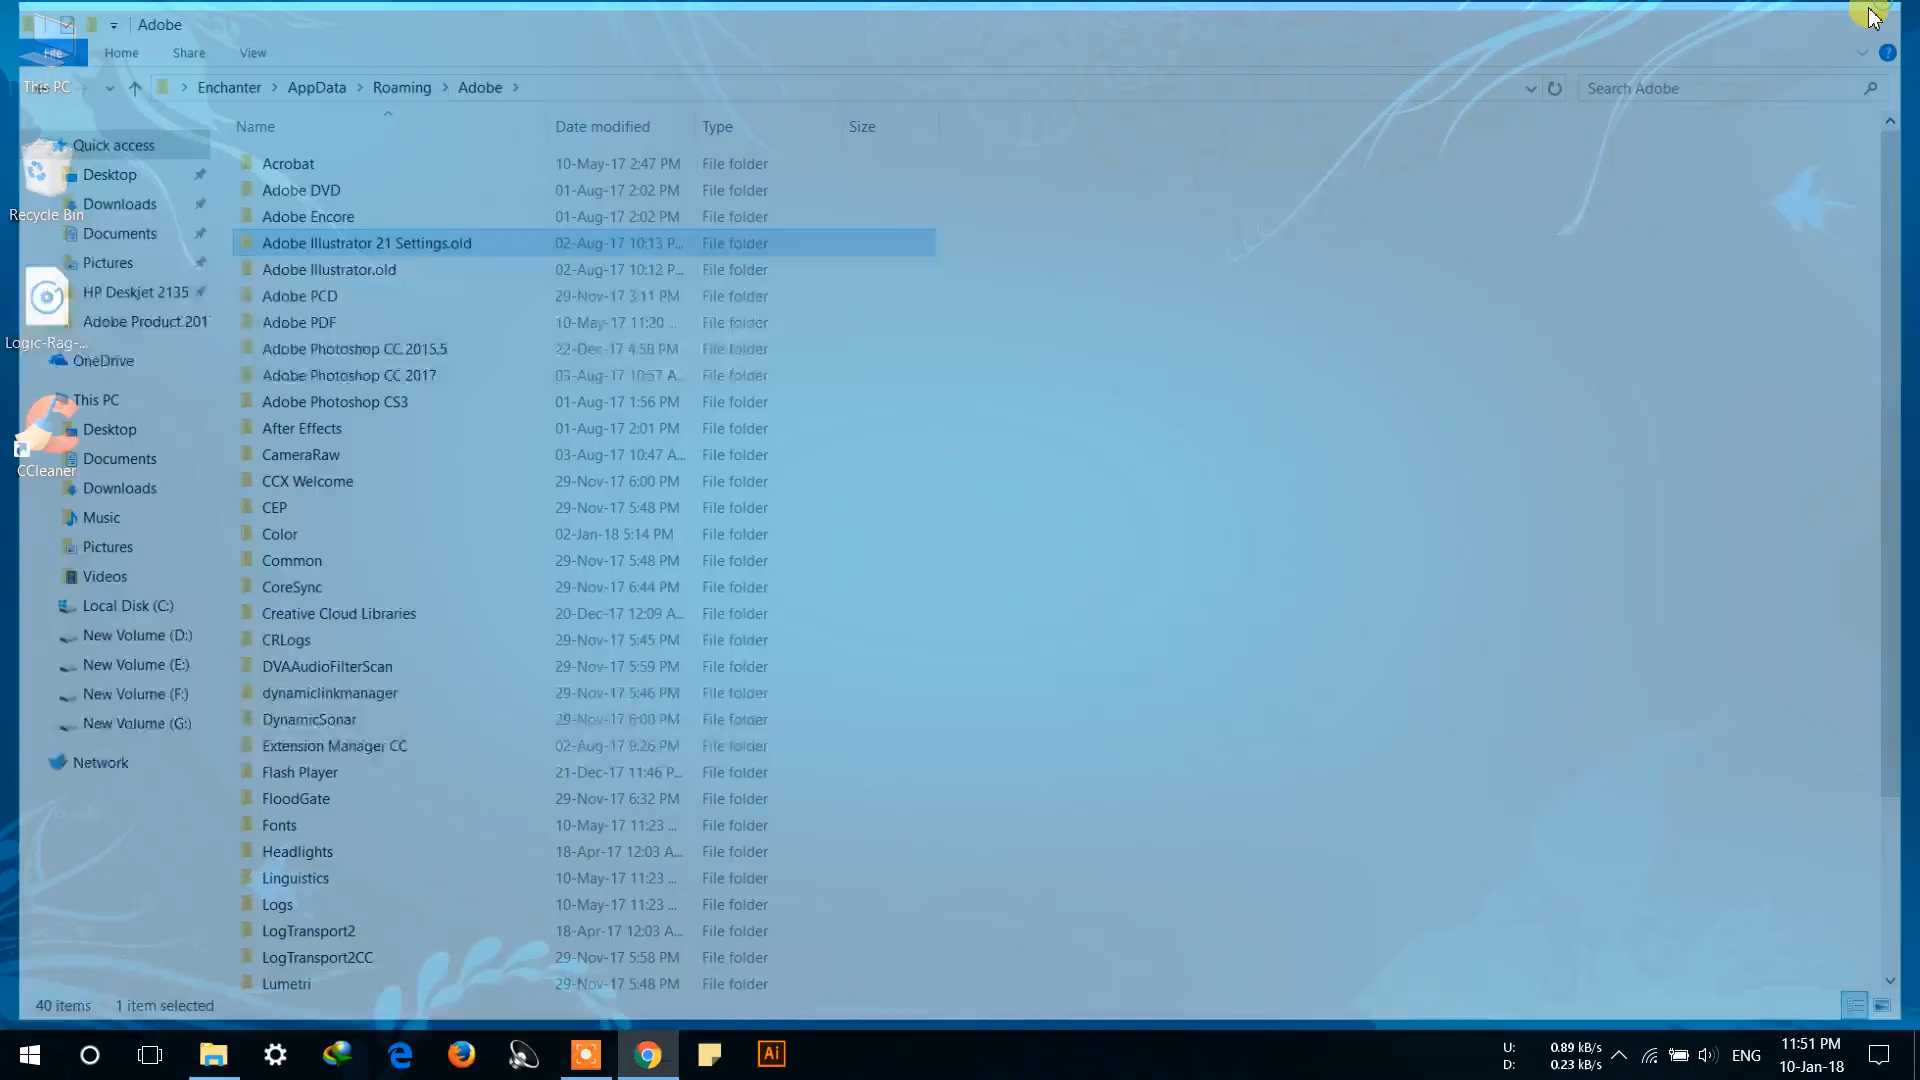 Adobe
File Home Share View
This PC
Enchanter AppData Roaming Adobe
Search Adobe
Name Date modified Type Size
Quick access
Desktop
Downloads
Documents
Pictures
HP Deskjet 2135
Adobe Product 201
OneDrive
This PC
Desktop
Documents
Downloads
Music
Pictures
Videos
Local Disk (C:)
New Volume (D:)
New Volume (E:)
New Volume (F:)
New Volume (G:)
Network
Recycle Bin
Logic-Rag-...
CCleaner
Acrobat 10-May-17 2:47 PM File folder
Adobe DVD 01-Aug-17 2:02 PM File folder
Adobe Encore 01-Aug-17 2:02 PM File folder
Adobe Illustrator 21 Settings.old 02-Aug-17 10:13 P... File folder
Adobe Illustrator.old 02-Aug-17 10:12 P... File folder
Adobe PCD 29-Nov-17 3:11 PM File folder
Adobe PDF 10-May-17 11:20 ... File folder
Adobe Photoshop CC 2015.5 22-Dec-17 4:58 PM File folder
Adobe Photoshop CC 2017 03-Aug-17 10:57 A... File folder
Adobe Photoshop CS3 01-Aug-17 1:56 PM File folder
After Effects 01-Aug-17 2:01 PM File folder
CameraRaw 03-Aug-17 10:47 A... File folder
CCX Welcome 29-Nov-17 6:00 PM File folder
CEP 29-Nov-17 5:48 PM File folder
Color 02-Jan-18 5:14 PM File folder
Common 29-Nov-17 5:48 PM File folder
CoreSync 29-Nov-17 6:44 PM File folder
Creative Cloud Libraries 20-Dec-17 12:09 A... File folder
CRLogs 29-Nov-17 5:45 PM File folder
DVAAudioFilterScan 29-Nov-17 5:59 PM File folder
dynamiclinkmanager 29-Nov-17 5:46 PM File folder
DynamicSonar 29-Nov-17 6:00 PM File folder
Extension Manager CC 02-Aug-17 9:26 PM File folder
Flash Player 21-Dec-17 11:46 P... File folder
FloodGate 29-Nov-17 6:32 PM File folder
Fonts 10-May-17 11:23 ... File folder
Headlights 18-Apr-17 12:03 A... File folder
Linguistics 10-May-17 11:23 ... File folder
Logs 10-May-17 11:23 ... File folder
LogTransport2 18-Apr-17 12:03 A... File folder
LogTransport2CC 29-Nov-17 5:58 PM File folder
Lumetri 29-Nov-17 5:48 PM File folder
40 items 1 item selected
Ai
U: 0.89 kB/s
D: 0.23 kB/s
ENG
11:51 PM
10-Jan-18